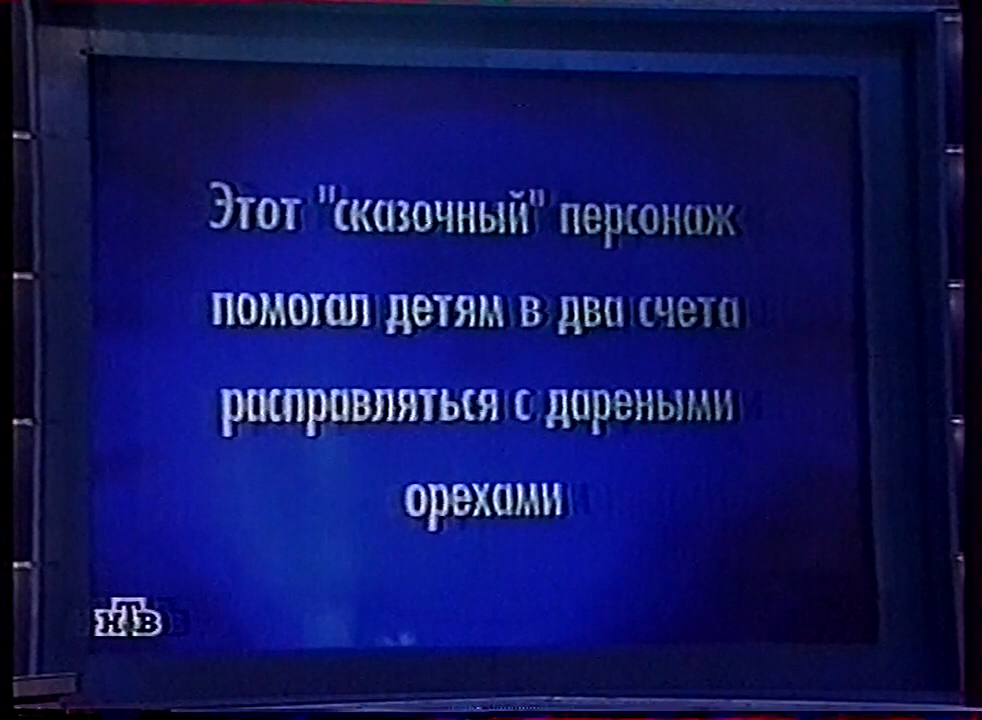 Этот "сказочный" персонаж
помогал детям в два счета
расправляться с дареными
орехами
НТВ